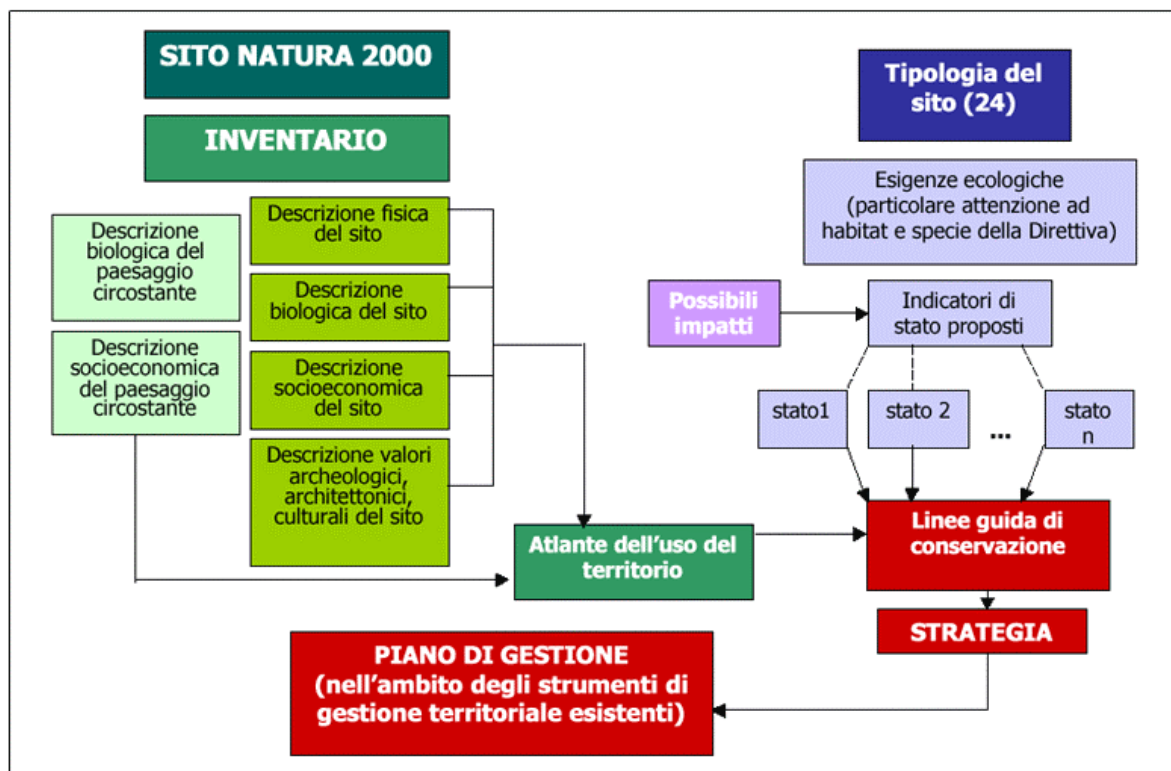 SITO NATURA 2000
INVENTARIO
Descrizione
biologica del
paesaggio
circostante
Descrizione
socioeconomica
del paesaggio
circostante
Descrizione fisica
del sito
Descrizione
biologica del sito
Descrizione
socioeconomica
del sito
Descrizione valori
archeologici,
architettonici,
culturali del sito
Atlante dell'uso del
territorio
Tipologia del
sito (24)
Esigenze ecologiche
(particolare attenzione ad
habitat e specie della Direttiva)
Possibili
impatti
Indicatori di
stato proposti
stato1
stato 2
...
stato
n
Linee guida di
conservazione
STRATEGIA
PIANO DI GESTIONE
(nell'ambito degli strumenti di
gestione territoriale esistenti)